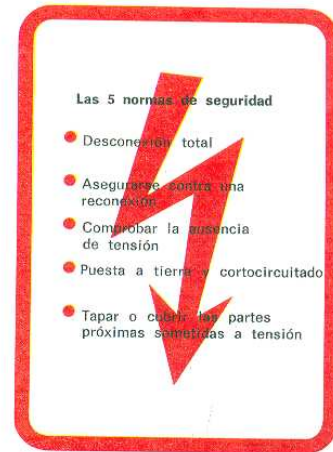 Las 5 normas de seguridad
Desconexión total
Asegurarse contra una
reconexión
Comprobar la ausencia
de tensión
Puesta a tierra y cortocircuitado
Tapar o cubrir las partes
próximas sometidas a tensión